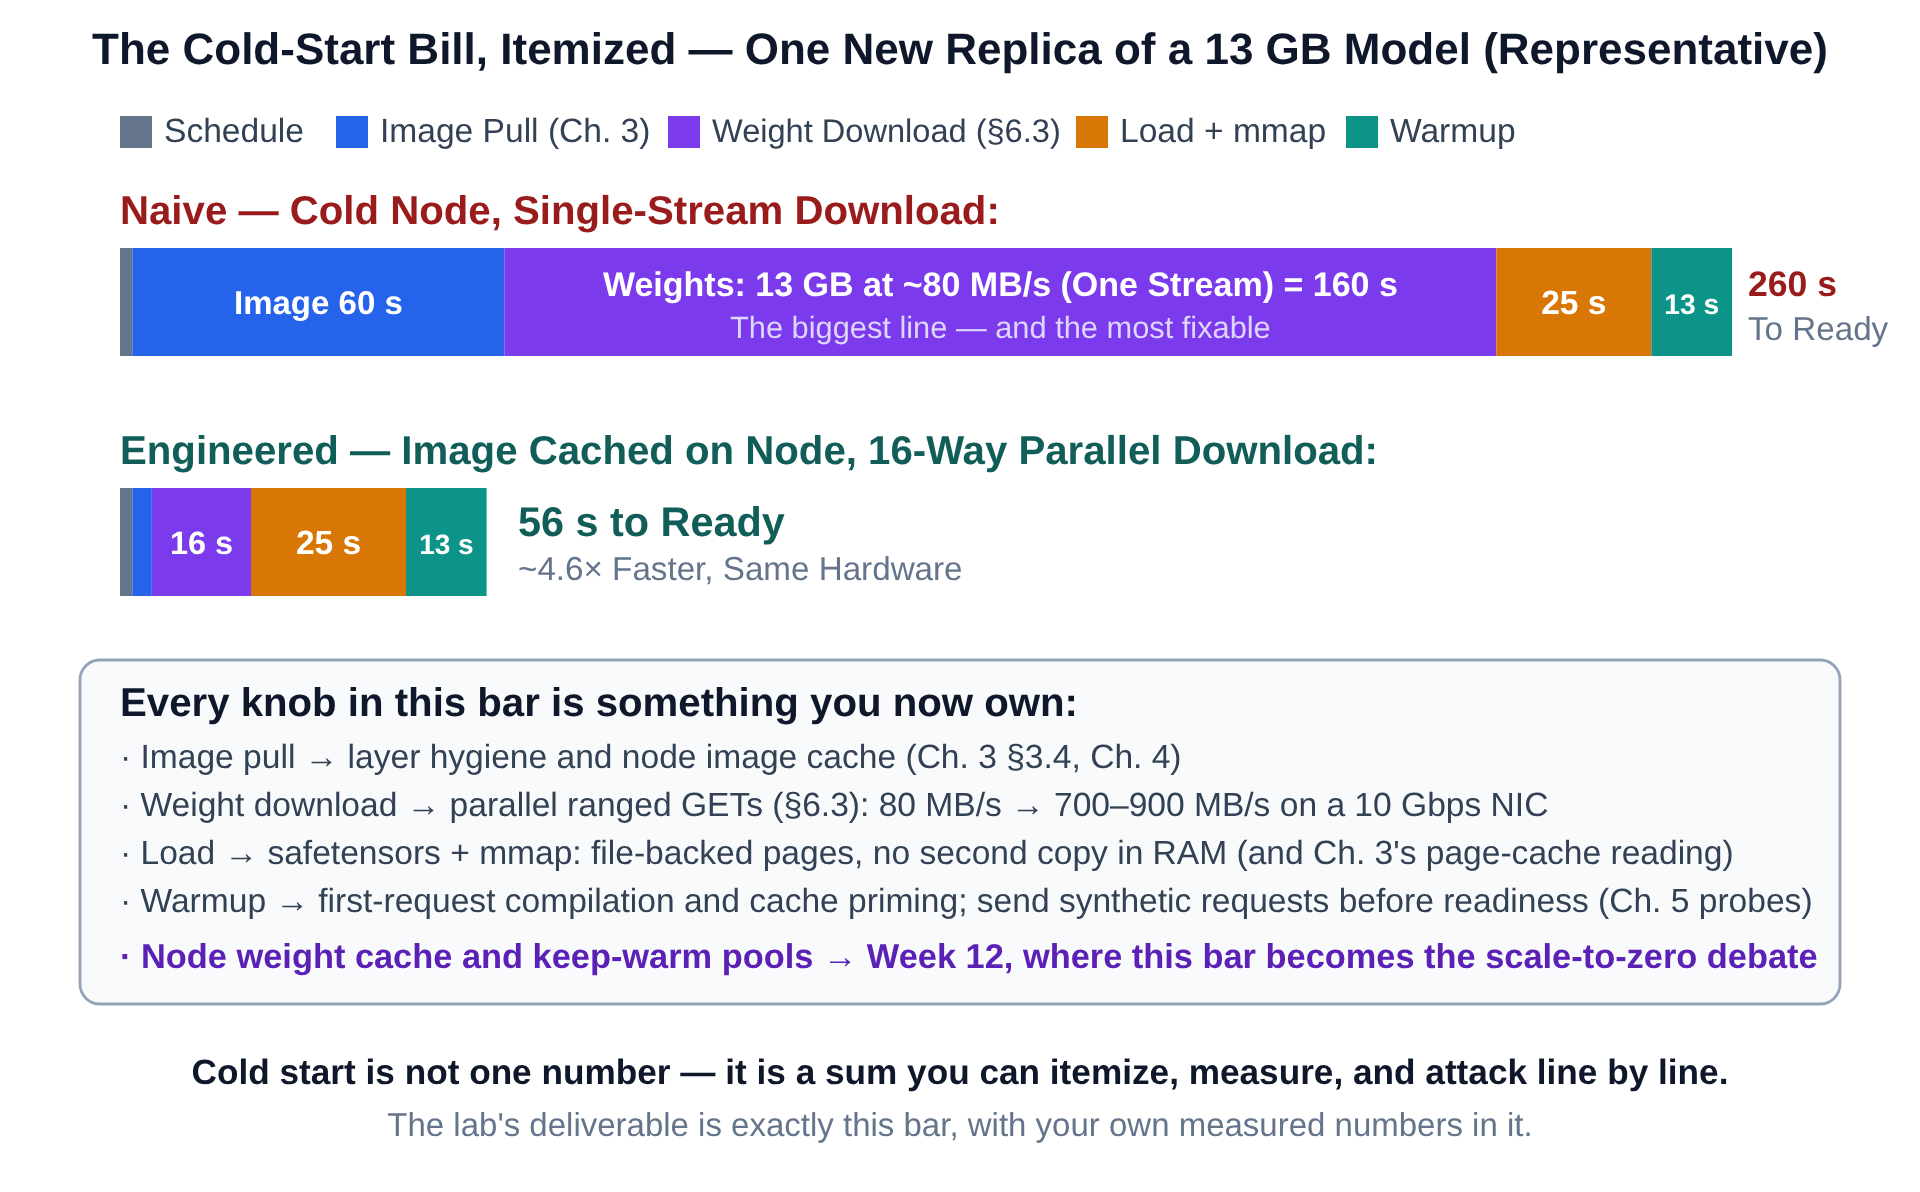 The Cold-Start Bill, Itemized — One New Replica of a 13 GB Model (Representative)
Schedule Image Pull (Ch. 3) Weight Download (§6.3) Load + mmap Warmup
Naive — Cold Node, Single-Stream Download:
Image 60 s
Weights: 13 GB at ~80 MB/s (One Stream) = 160 s
The biggest line — and the most fixable
25 s
13 s
260 s
To Ready
Engineered — Image Cached on Node, 16-Way Parallel Download:
16 s
25 s
13 s
56 s to Ready
~4.6× Faster, Same Hardware
Every knob in this bar is something you now own:
· Image pull → layer hygiene and node image cache (Ch. 3 §3.4, Ch. 4)
· Weight download → parallel ranged GETs (§6.3): 80 MB/s → 700–900 MB/s on a 10 Gbps NIC
· Load → safetensors + mmap: file-backed pages, no second copy in RAM (and Ch. 3's page-cache reading)
· Warmup → first-request compilation and cache priming; send synthetic requests before readiness (Ch. 5 probes)
· Node weight cache and keep-warm pools → Week 12, where this bar becomes the scale-to-zero debate
Cold start is not one number — it is a sum you can itemize, measure, and attack line by line.
The lab's deliverable is exactly this bar, with your own measured numbers in it.